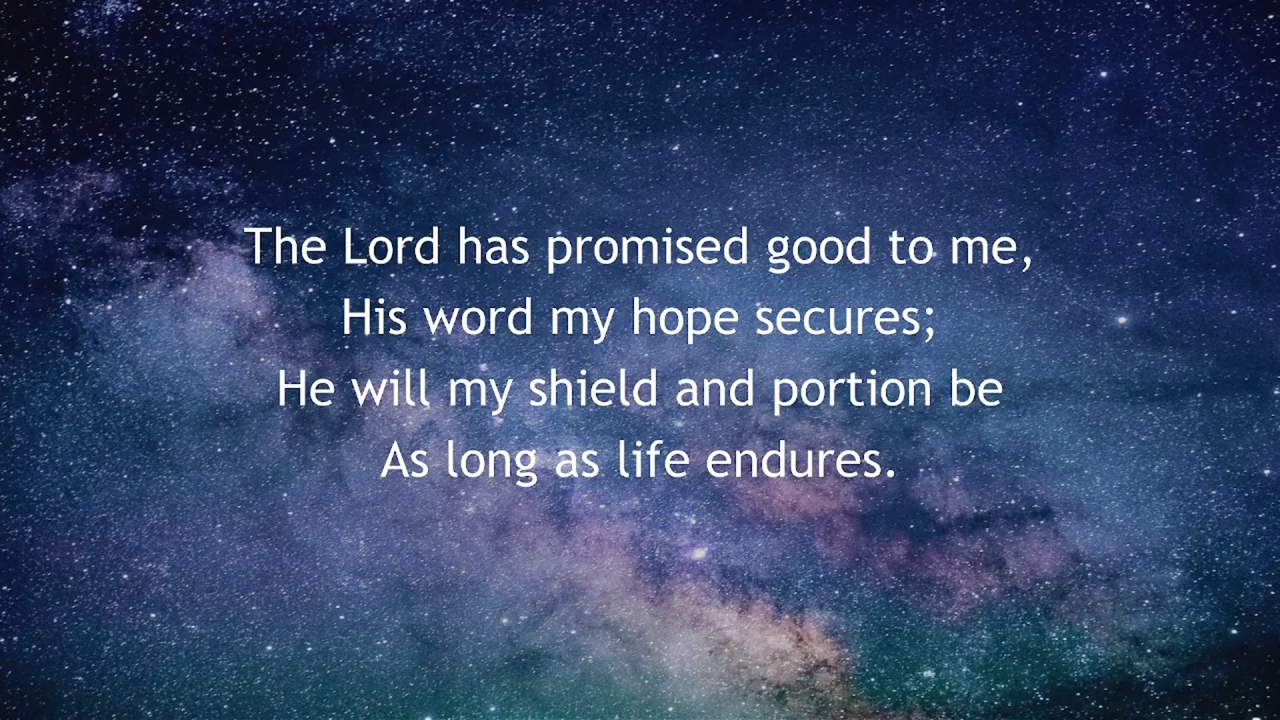 The Lord has promised good to me,
His word my hope secures;
He will my shield and portion be
As long as life endures.